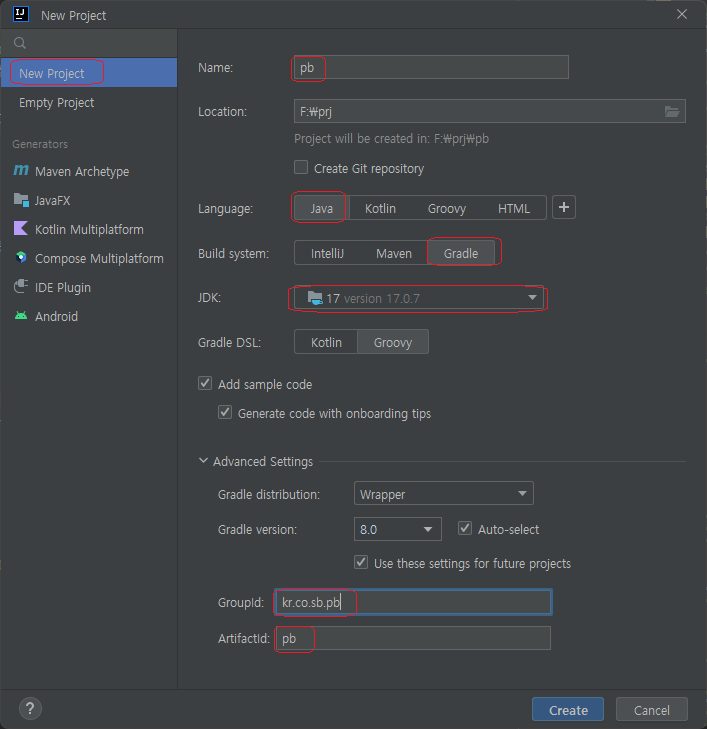 IJ
New Project
New Project
Empty Project
Generators
Maven Archetype
JavaFX
Kotlin Multiplatform
Compose Multiplatform
IDE Plugin
Android
Name: pb
Location: F:₩prj
Project will be created in: F:₩prj₩pb
Create Git repository
Language: Java Kotlin Groovy HTML +
Build system: IntelliJ Maven Gradle
JDK: 17 version 17.0.7
Gradle DSL: Kotlin Groovy
Add sample code
Generate code with onboarding tips
Advanced Settings
Gradle distribution: Wrapper
Gradle version: 8.0 Auto-select
Use these settings for future projects
GroupId: kr.co.sb.pb
ArtifactId: pb
? Create Cancel